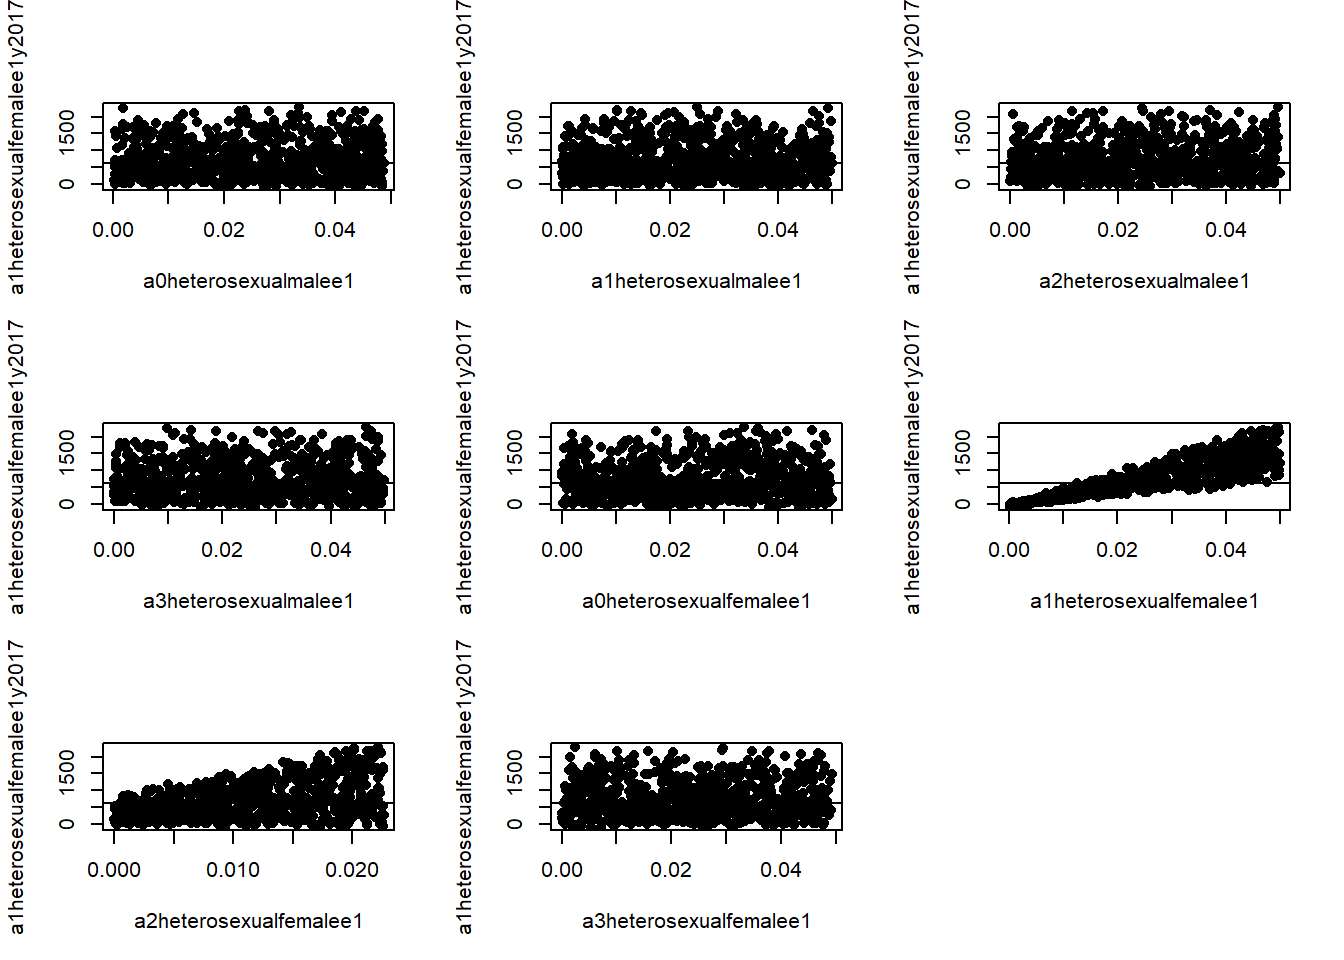 a1heterosexualfemalee1y2017
1500
0
0.00 0.02 0.04
a0heterosexualmalee1
a1heterosexualfemalee1y2017
1500
0
0.00 0.02 0.04
a1heterosexualmalee1
a1heterosexualfemalee1y2017
1500
0
0.00 0.02 0.04
a2heterosexualmalee1
a1heterosexualfemalee1y2017
1500
0
0.00 0.02 0.04
a3heterosexualmalee1
a1heterosexualfemalee1y2017
1500
0
0.00 0.02 0.04
a0heterosexualfemalee1
a1heterosexualfemalee1y2017
1500
0
0.00 0.02 0.04
a1heterosexualfemalee1
a1heterosexualfemalee1y2017
1500
0
0.000 0.010 0.020
a2heterosexualfemalee1
a1heterosexualfemalee1y2017
1500
0
0.00 0.02 0.04
a3heterosexualfemalee1